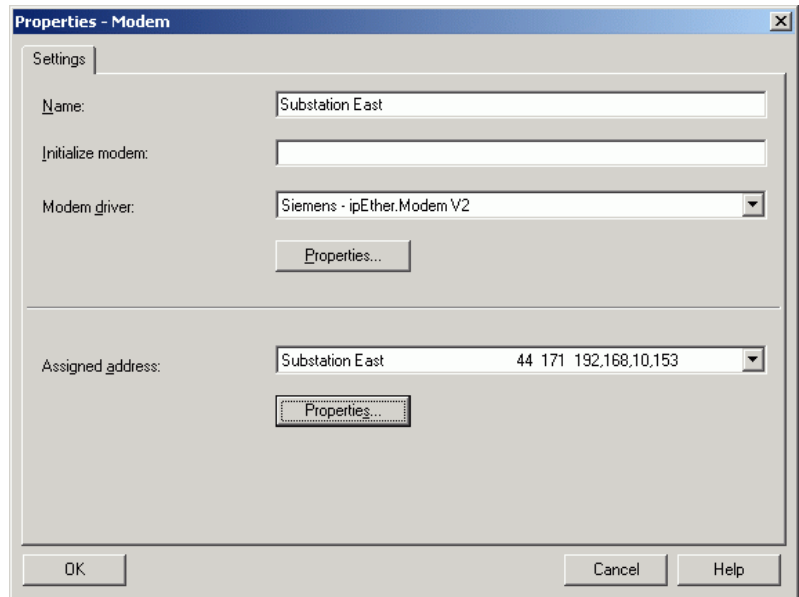 Properties - Modem
Settings
Name: Substation East
Initialize modem:
Modem driver: Siemens - ipEther.Modem V2
Properties...
Assigned address: Substation East 44 171 192,168,10,153
Properties...
OK Cancel Help